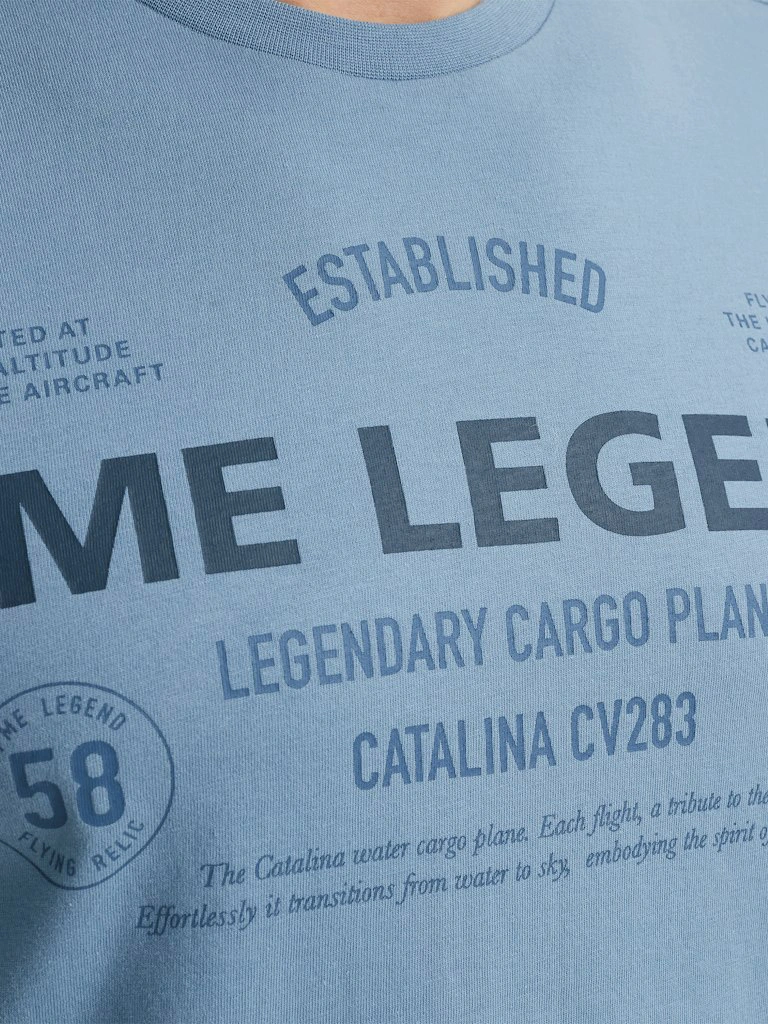 ESTABLISHED
TED AT
ALTITUDE
E AIRCRAFT
FL
THE
CA
ME LEGE
LEGENDARY CARGO PLAN
CATALINA CV283
ME LEGEND
58
FLYING RELIC
The Catalina water cargo plane. Each flight, a tribute to the
Effortlessly it transitions from water to sky, embodying the spirit of